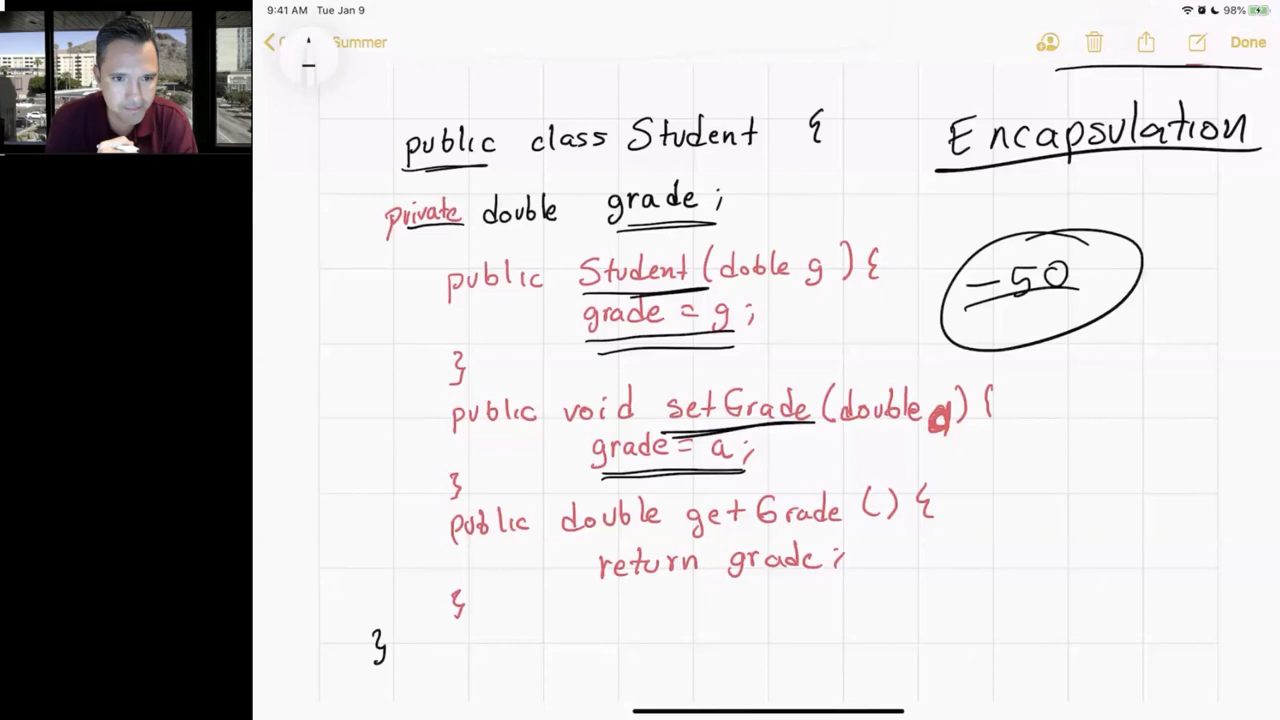 9:41 AM Tue Jan 9
98%
Summer
Done
public class Student {
Encapsulation
private double grade;
public Student (doble g) {
-50
grade = g;
}
public void setGrade (double a) {
grade = a;
}
public double getGrade () {
return grade;
}
}